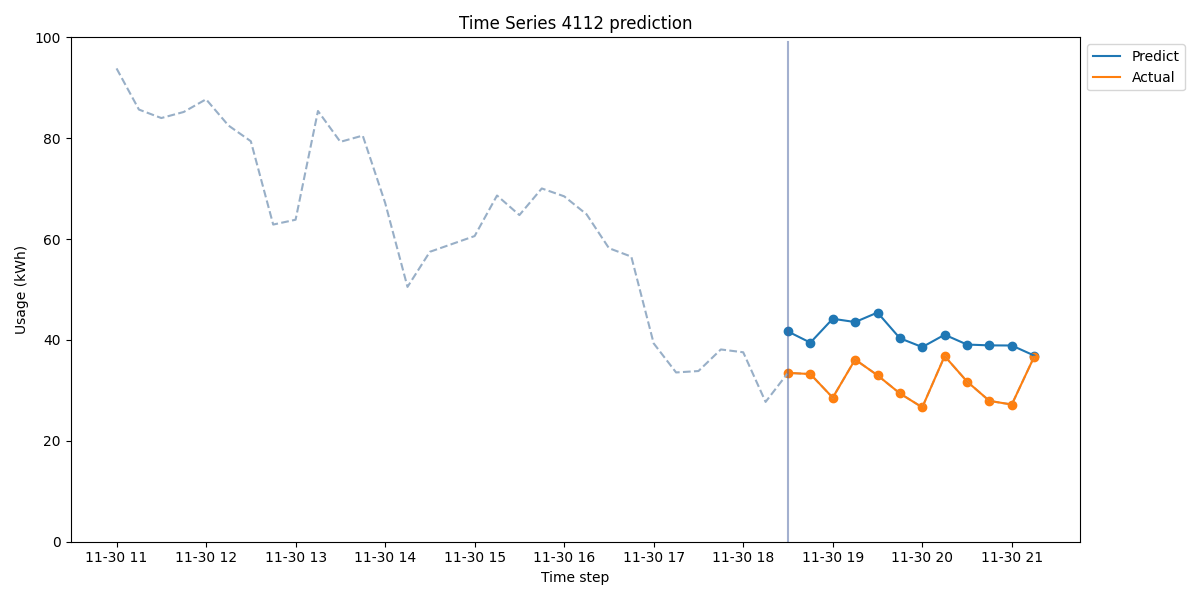 Time Series 4112 prediction
Predict
Actual
Usage (kWh)
100
80
60
40
20
0
11-30 11 11-30 12 11-30 13 11-30 14 11-30 15 11-30 16 11-30 17 11-30 18 11-30 19 11-30 20 11-30 21
Time step